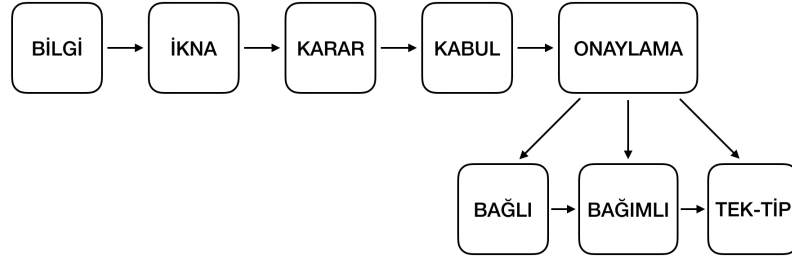 BİLGİ
İKNA
KARAR
KABUL
ONAYLAMA
BAĞLI
BAĞIMLI
TEK-TİP